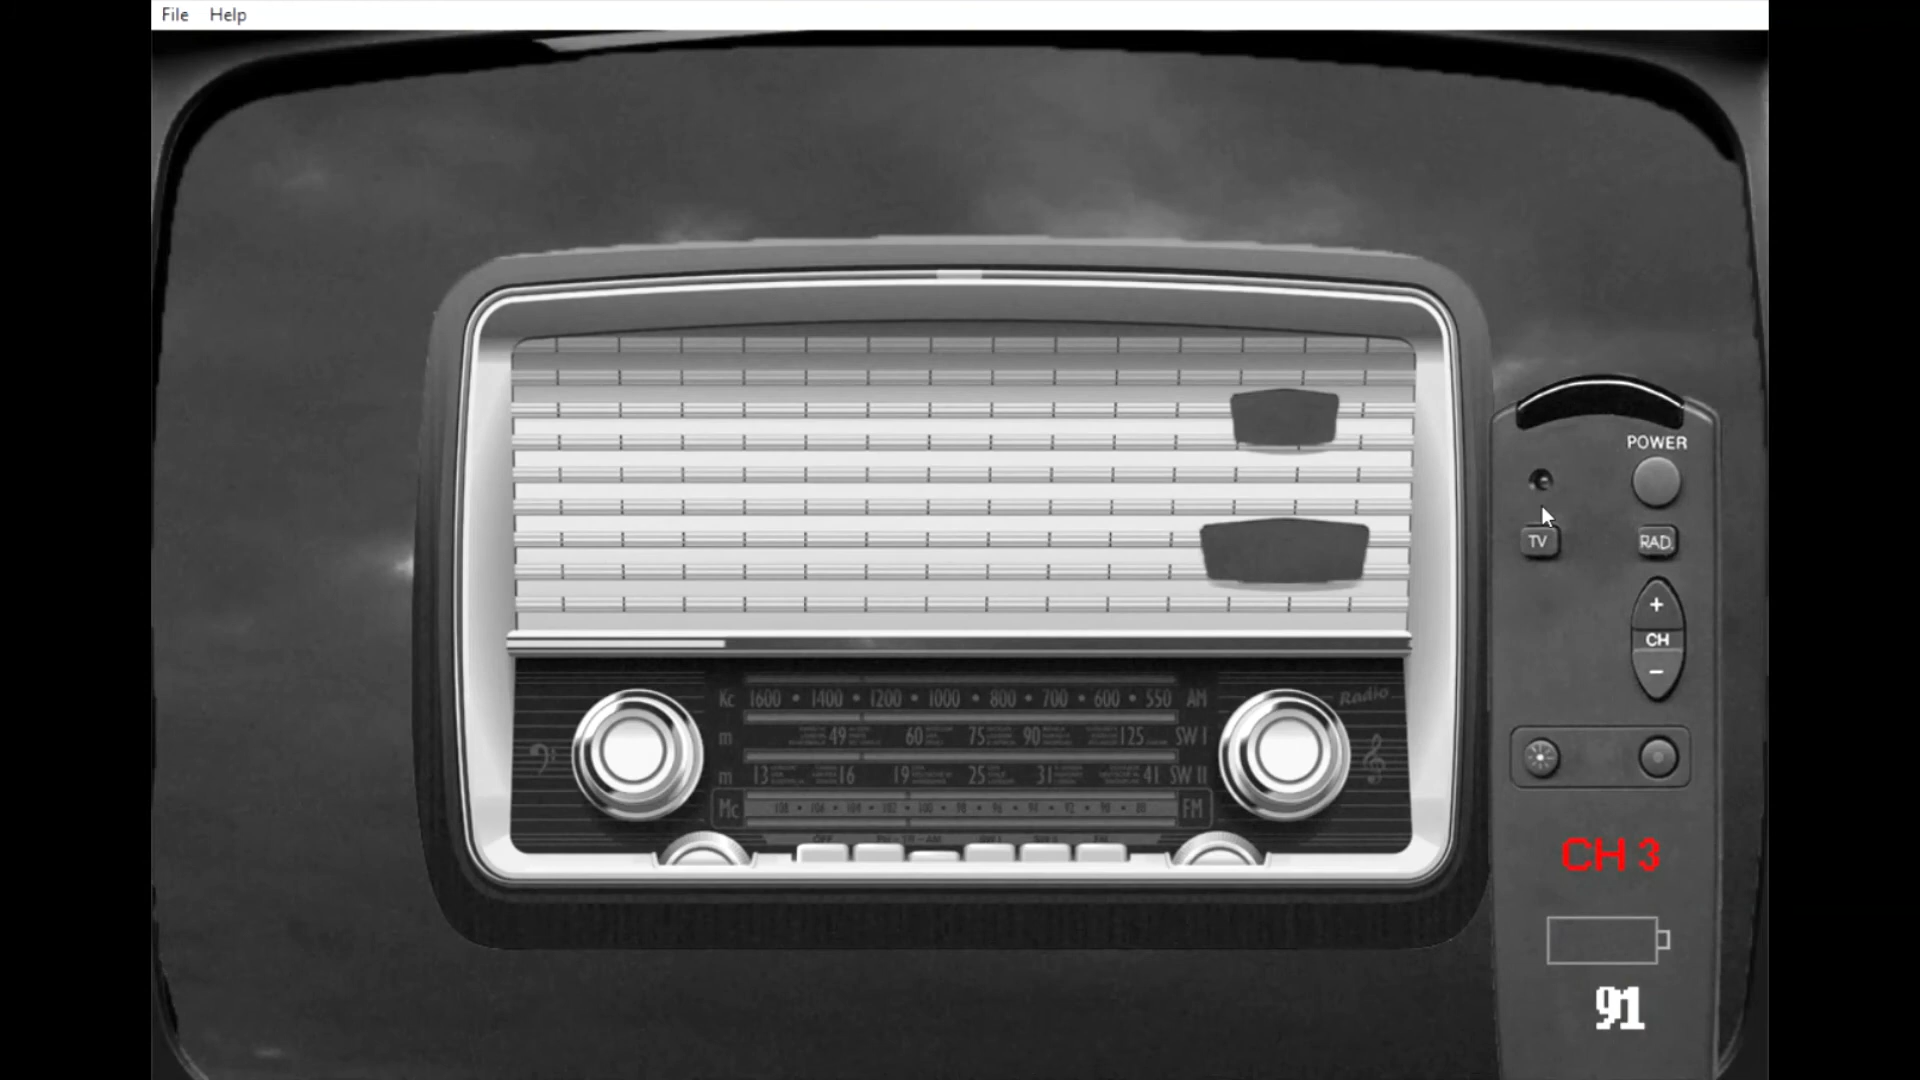 File Help
POWER
TV RAD.
+
CH
−
Kc 1600 • 1400 • 1200 • 1000 • 800 • 700 • 600 • 550 AM
Radio
m 49 60 75 90 125 SW I
m 13 16 19 25 31 41 SW II
Mc FM
CH 3
91